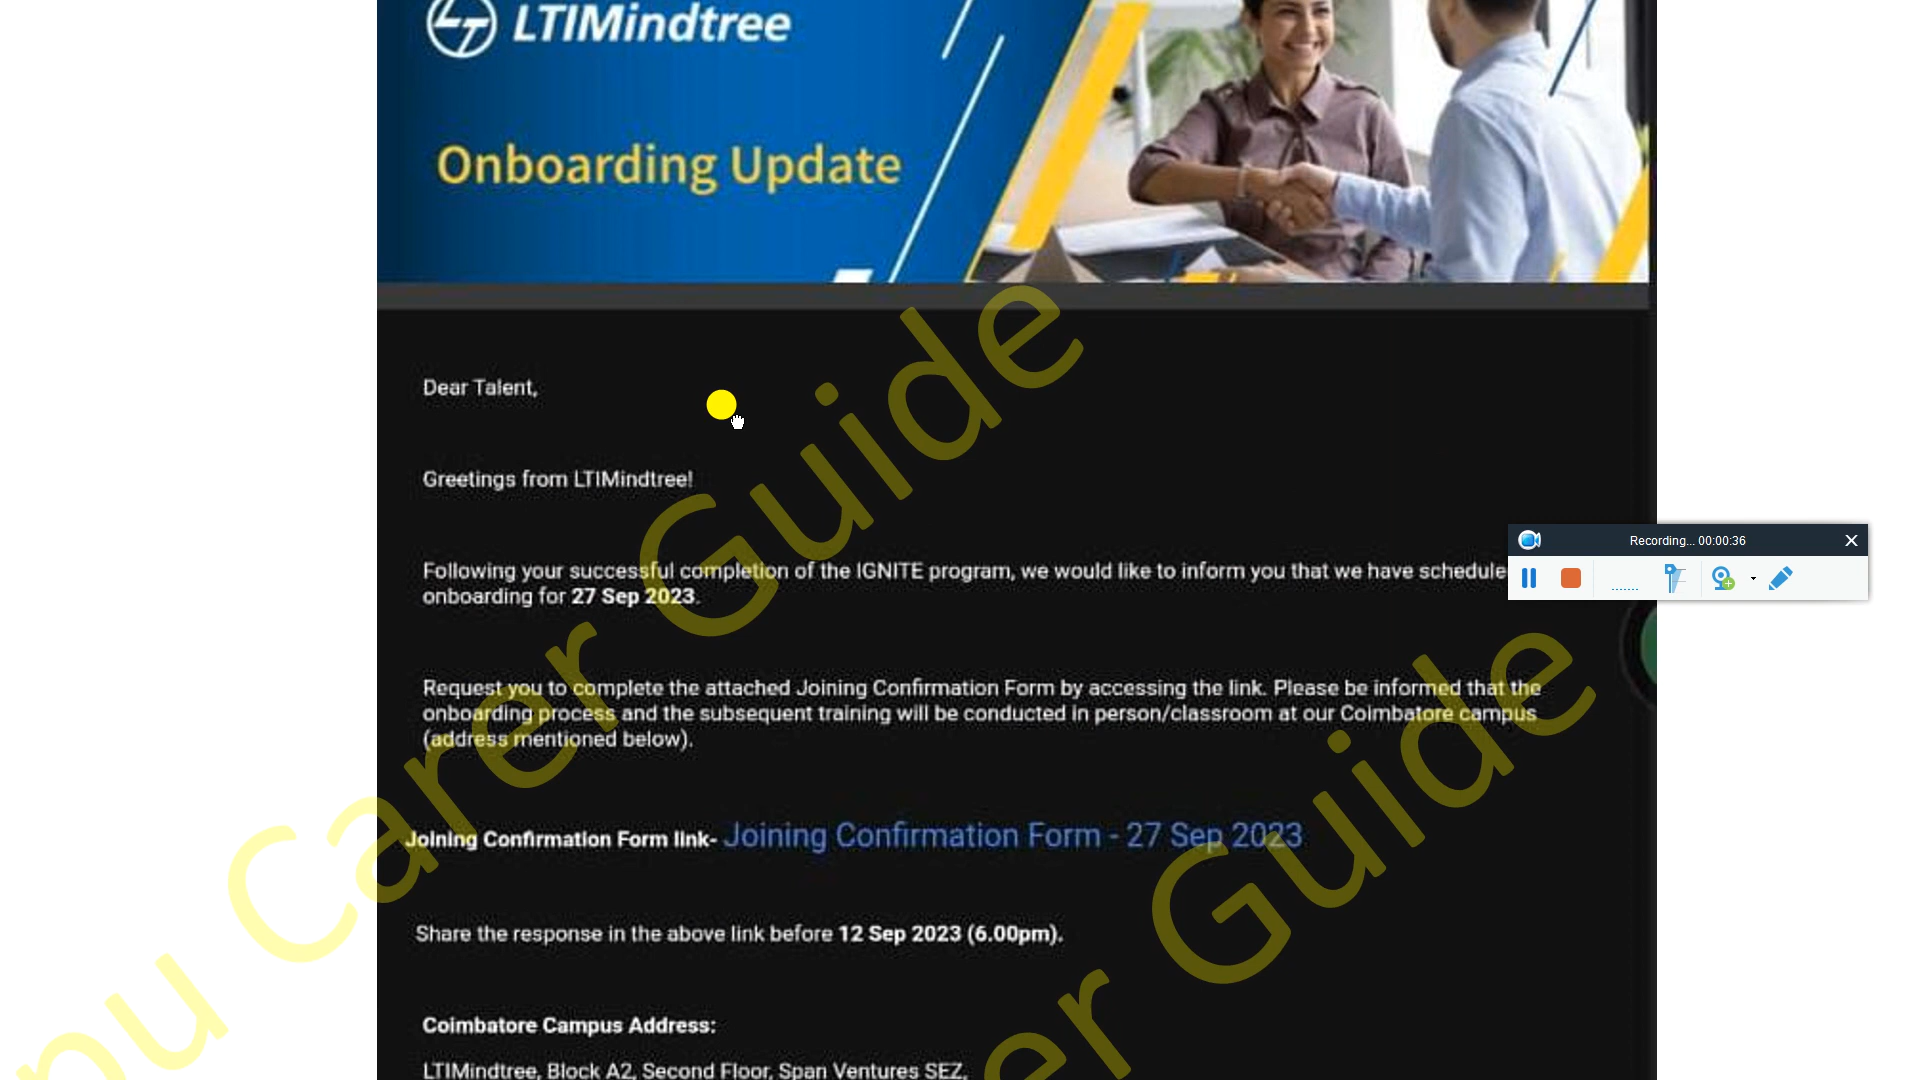 LTIMindtree
Onboarding Update
Dear Talent,
Greetings from LTIMindtree!
Following your successful completion of the IGNITE program, we would like to inform you that we have schedule
onboarding for 27 Sep 2023.
Recording... 00:00:36
Request you to complete the attached Joining Confirmation Form by accessing the link. Please be informed that the
onboarding process and the subsequent training will be conducted in person/classroom at our Coimbatore campus
(address mentioned below).
Joining Confirmation Form link- Joining Confirmation Form - 27 Sep 2023
Share the response in the above link before 12 Sep 2023 (6.00pm).
Coimbatore Campus Address:
LTIMindtree, Block A2, Second Floor, Span Ventures SEZ,
Career Guide
Guide